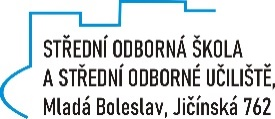 STŘEDNÍ ODBORNÁ ŠKOLA
A STŘEDNÍ ODBORNÉ UČILIŠTĚ,
Mladá Boleslav, Jičínská 762